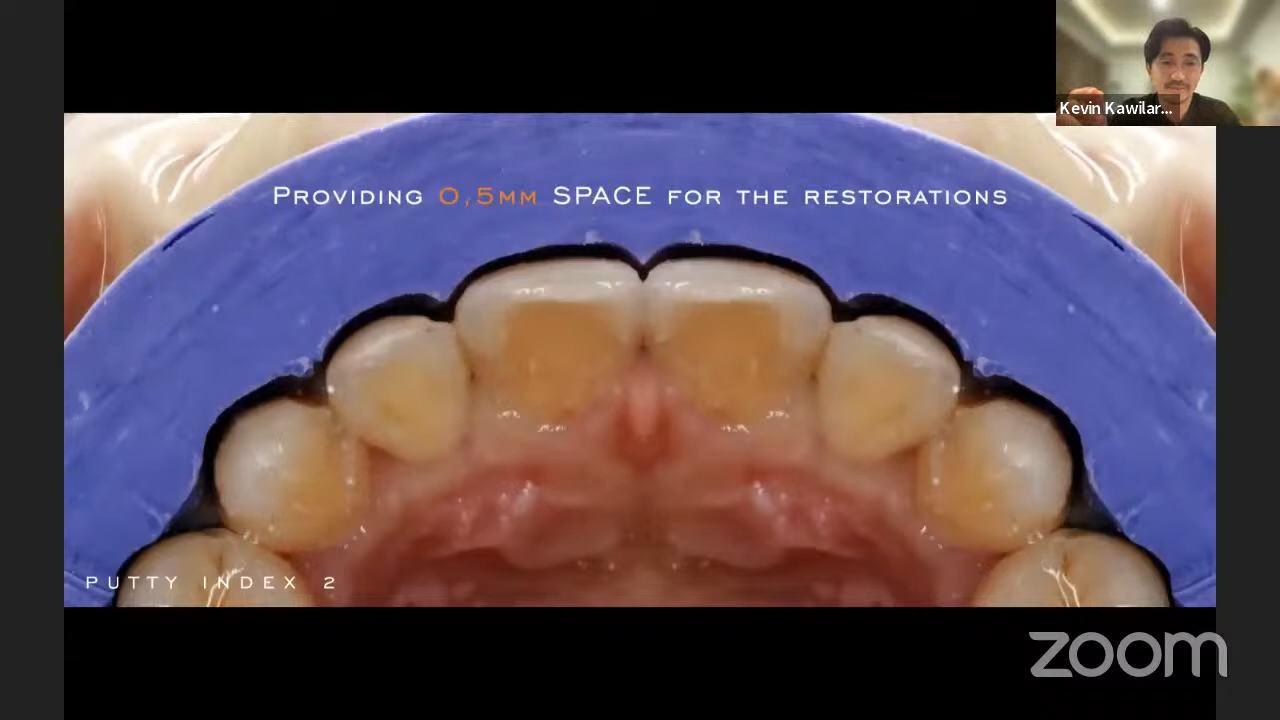 Kevin Kawilar...
PROVIDING 0,5MM SPACE FOR THE RESTORATIONS
PUTTY INDEX 2
zoom